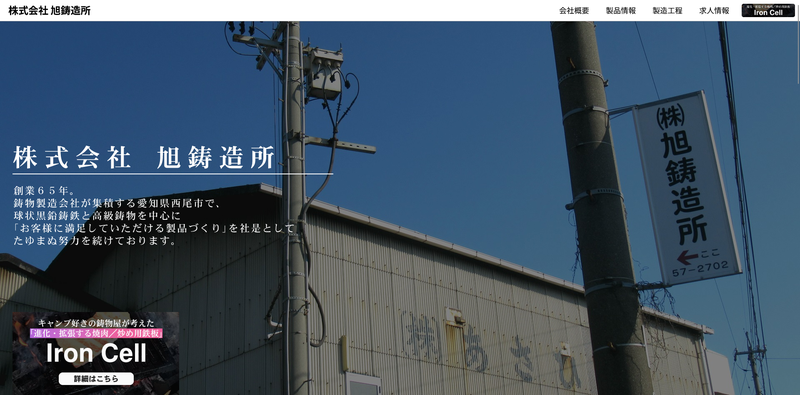 株式会社 旭鋳造所
会社概要
製品情報
製造工程
求人情報
Iron Cell
株式会社 旭鋳造所
創業６５年。
鋳物製造会社が集積する愛知県西尾市で、
球状黒鉛鋳鉄と高級鋳物を中心に
「お客様に満足していただける製品づくり」を社是として
たゆまぬ努力を続けております。
㈱旭鋳造所
ここ
57-2702
㈱あさひ
キャンプ好きの鋳物屋が考えた
「進化・拡張する焼肉／炒め用鉄板」
Iron Cell
詳細はこちら